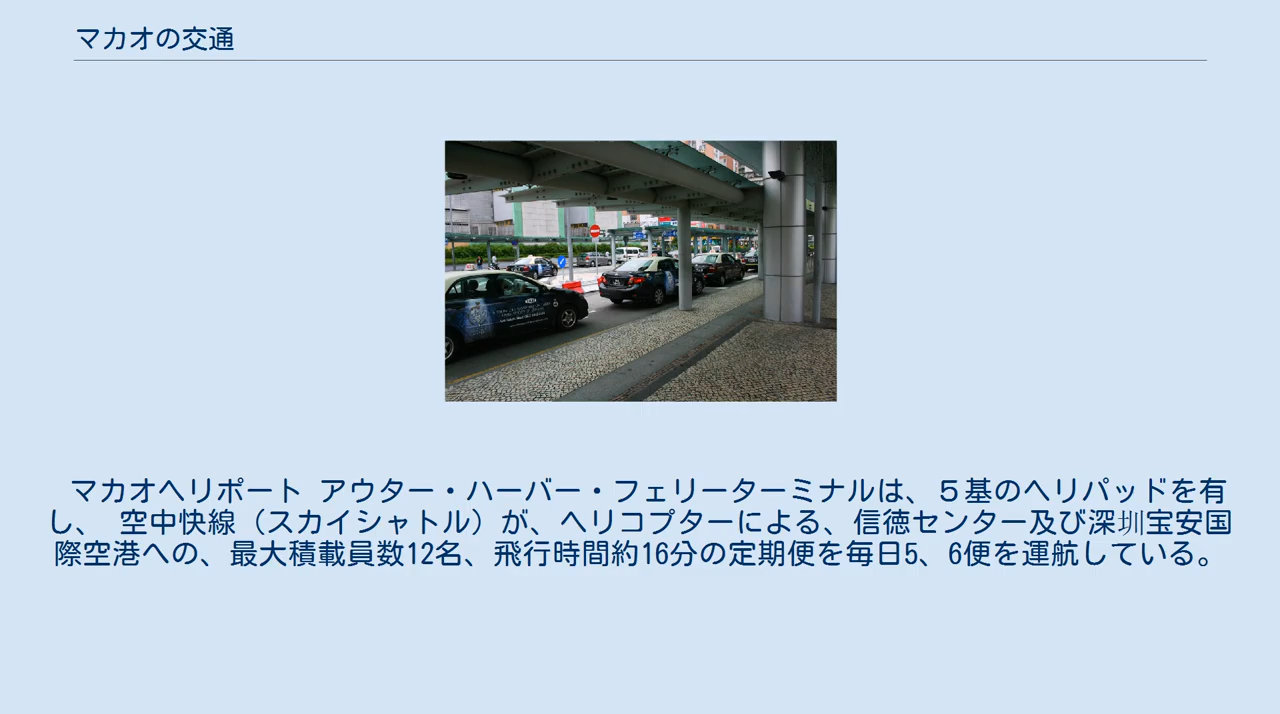 マカオの交通
マカオヘリポート アウター・ハーバー・フェリーターミナルは、５基のヘリパッドを有
し、 空中快線（スカイシャトル）が、ヘリコプターによる、信徳センター及び深圳宝安国
際空港への、最大積載員数12名、飛行時間約16分の定期便を毎日5、6便を運航している。